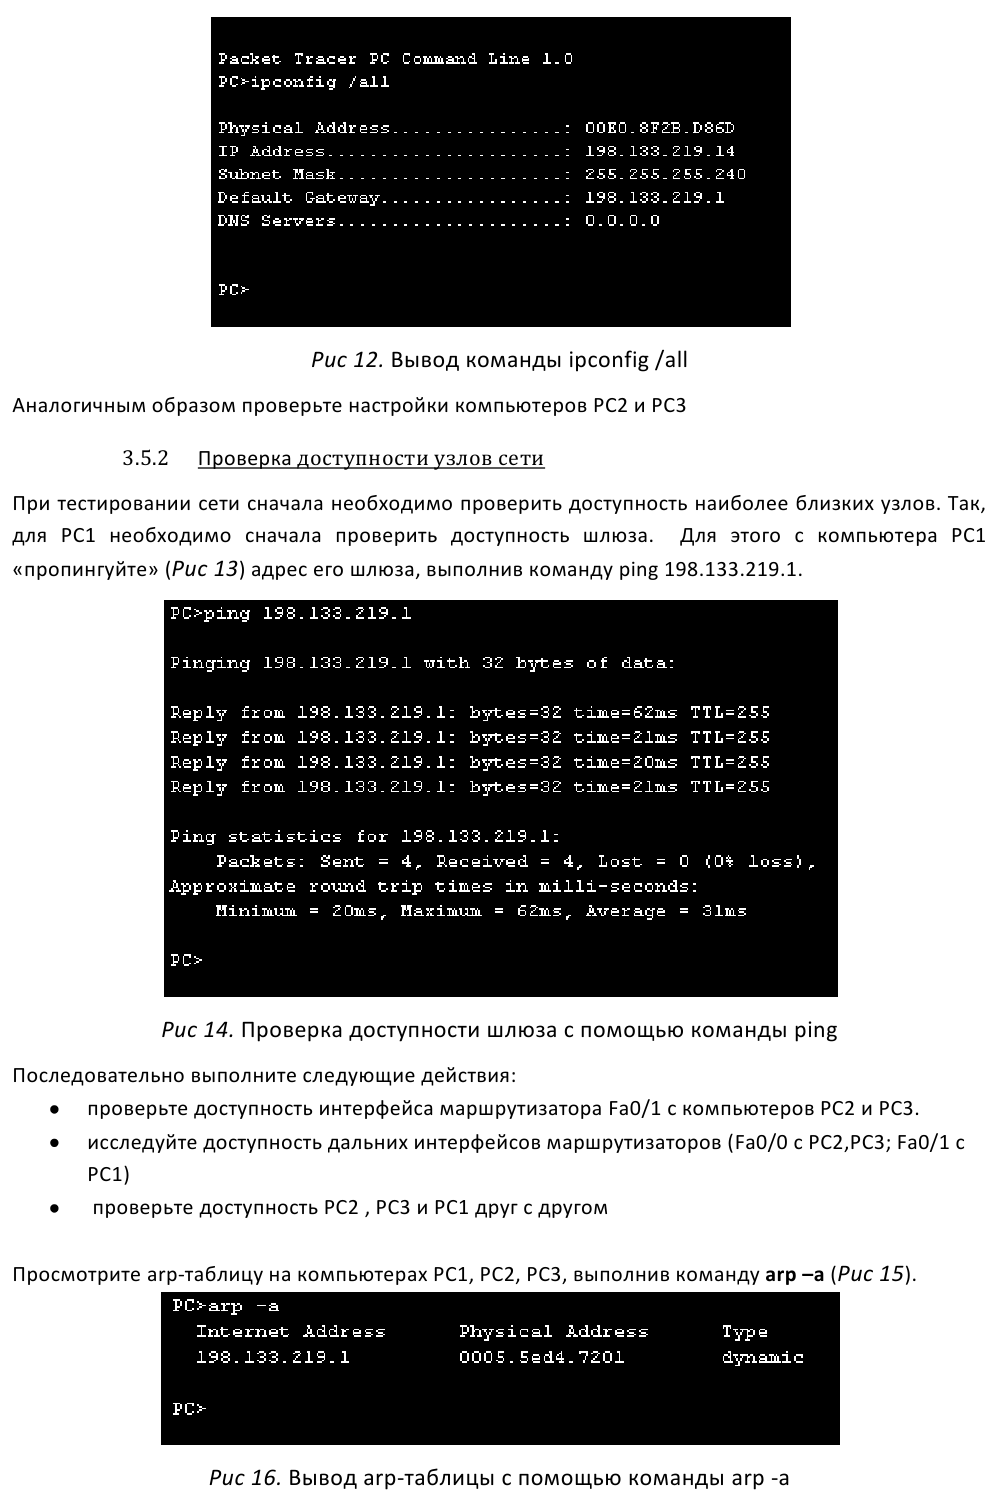 Packet Tracer PC Command Line 1.0
PC>ipconfig /all
Physical Address................: 00E0.8F2B.D86D
IP Address......................: 198.133.219.14
Subnet Mask.....................: 255.255.255.240
Default Gateway.................: 198.133.219.1
DNS Servers.....................: 0.0.0.0
PC>
Рис 12. Вывод команды ipconfig /all
Аналогичным образом проверьте настройки компьютеров PC2 и PC3
3.5.2 Проверка доступности узлов сети
При тестировании сети сначала необходимо проверить доступность наиболее близких узлов. Так,
для PC1 необходимо сначала проверить доступность шлюза. Для этого с компьютера PC1
«пропингуйте» (Рис 13) адрес его шлюза, выполнив команду ping 198.133.219.1.
PC>ping 198.133.219.1
Pinging 198.133.219.1 with 32 bytes of data:
Reply from 198.133.219.1: bytes=32 time=62ms TTL=255
Reply from 198.133.219.1: bytes=32 time=21ms TTL=255
Reply from 198.133.219.1: bytes=32 time=20ms TTL=255
Reply from 198.133.219.1: bytes=32 time=21ms TTL=255
Ping statistics for 198.133.219.1:
Packets: Sent = 4, Received = 4, Lost = 0 (0% loss),
Approximate round trip times in milli-seconds:
Minimum = 20ms, Maximum = 62ms, Average = 31ms
PC>
Рис 14. Проверка доступности шлюза с помощью команды ping
Последовательно выполните следующие действия:
• проверьте доступность интерфейса маршрутизатора Fa0/1 с компьютеров PC2 и PC3.
• исследуйте доступность дальних интерфейсов маршрутизаторов (Fa0/0 с PC2,PC3; Fa0/1 с
PC1)
• проверьте доступность PC2 , PC3 и PC1 друг с другом
Просмотрите arp-таблицу на компьютерах PC1, PC2, PC3, выполнив команду arp –a (Рис 15).
PC>arp -a
Internet Address Physical Address Type
198.133.219.1 0005.5ed4.7201 dynamic
PC>
Рис 16. Вывод arp-таблицы с помощью команды arp -a